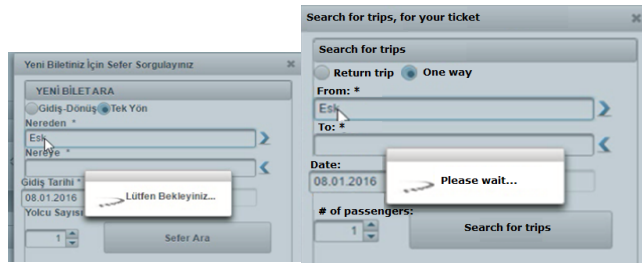 Yeni Biletiniz İçin Sefer Sorgulayınız
YENİ BİLET ARA
Gidiş-Dönüş Tek Yön
Nereden *
Esk
Nereye *
Gidiş Tarihi *
08.01.2016
Lütfen Bekleyiniz...
Yolcu Sayısı
1
Sefer Ara
Search for trips, for your ticket
Search for trips
Return trip One way
From: *
Esk
To: *
Date:
08.01.2016
Please wait...
# of passengers:
1
Search for trips